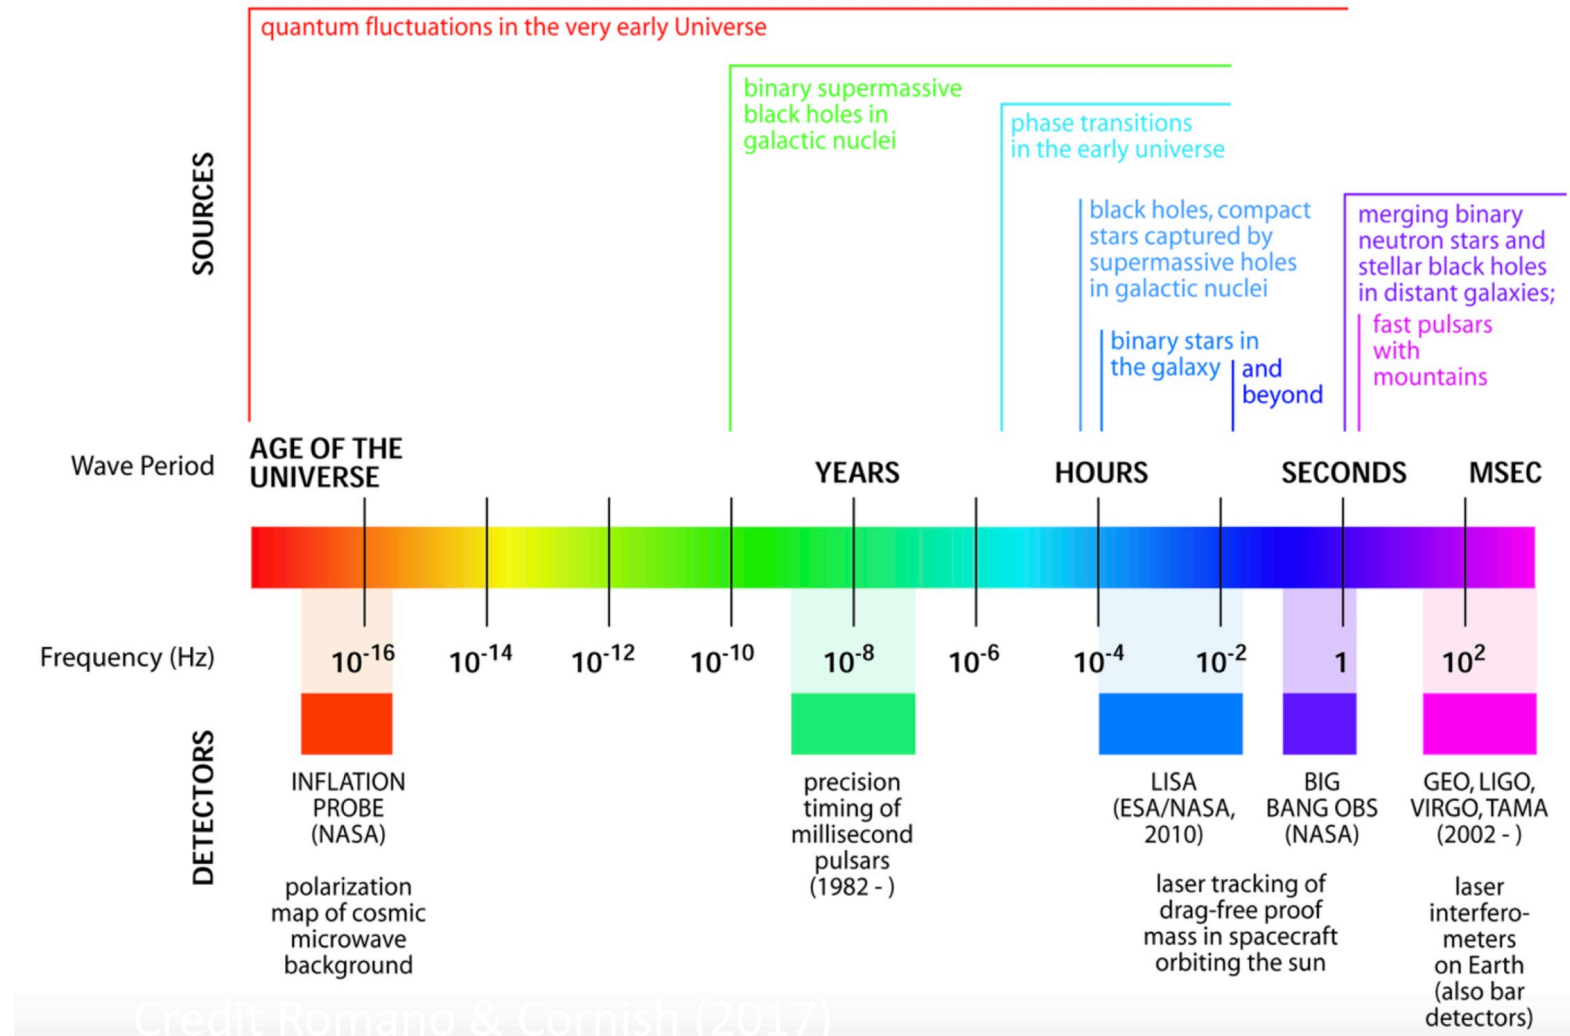 quantum fluctuations in the very early Universe
binary supermassive
black holes in
galactic nuclei
phase transitions
in the early universe
SOURCES
black holes, compact
stars captured by
supermassive holes
in galactic nuclei
merging binary
neutron stars and
stellar black holes
in distant galaxies;
fast pulsars
with
mountains
binary stars in
the galaxy
and
beyond
Wave Period
AGE OF THE
UNIVERSE
YEARS
HOURS
SECONDS
MSEC
Frequency (Hz)
10⁻¹⁶
10⁻¹⁴
10⁻¹²
10⁻¹⁰
10⁻⁸
10⁻⁶
10⁻⁴
10⁻²
1
10²
DETECTORS
INFLATION
PROBE
(NASA)
polarization
map of cosmic
microwave
background
precision
timing of
millisecond
pulsars
(1982 - )
LISA
(ESA/NASA,
2010)
BIG
BANG OBS
(NASA)
laser tracking of
drag-free proof
mass in spacecraft
orbiting the sun
GEO, LIGO,
VIRGO, TAMA
(2002 - )
laser
interfero-
meters
on Earth
(also bar
detectors)
Credit Romano & Cornish (2017)